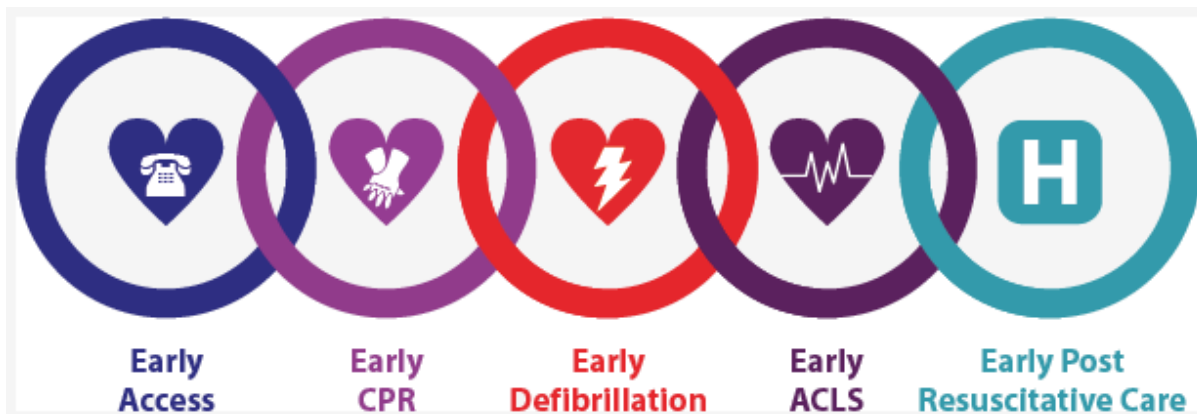 H
Early
Access
Early
CPR
Early
Defibrillation
Early
ACLS
Early Post
Resuscitative Care